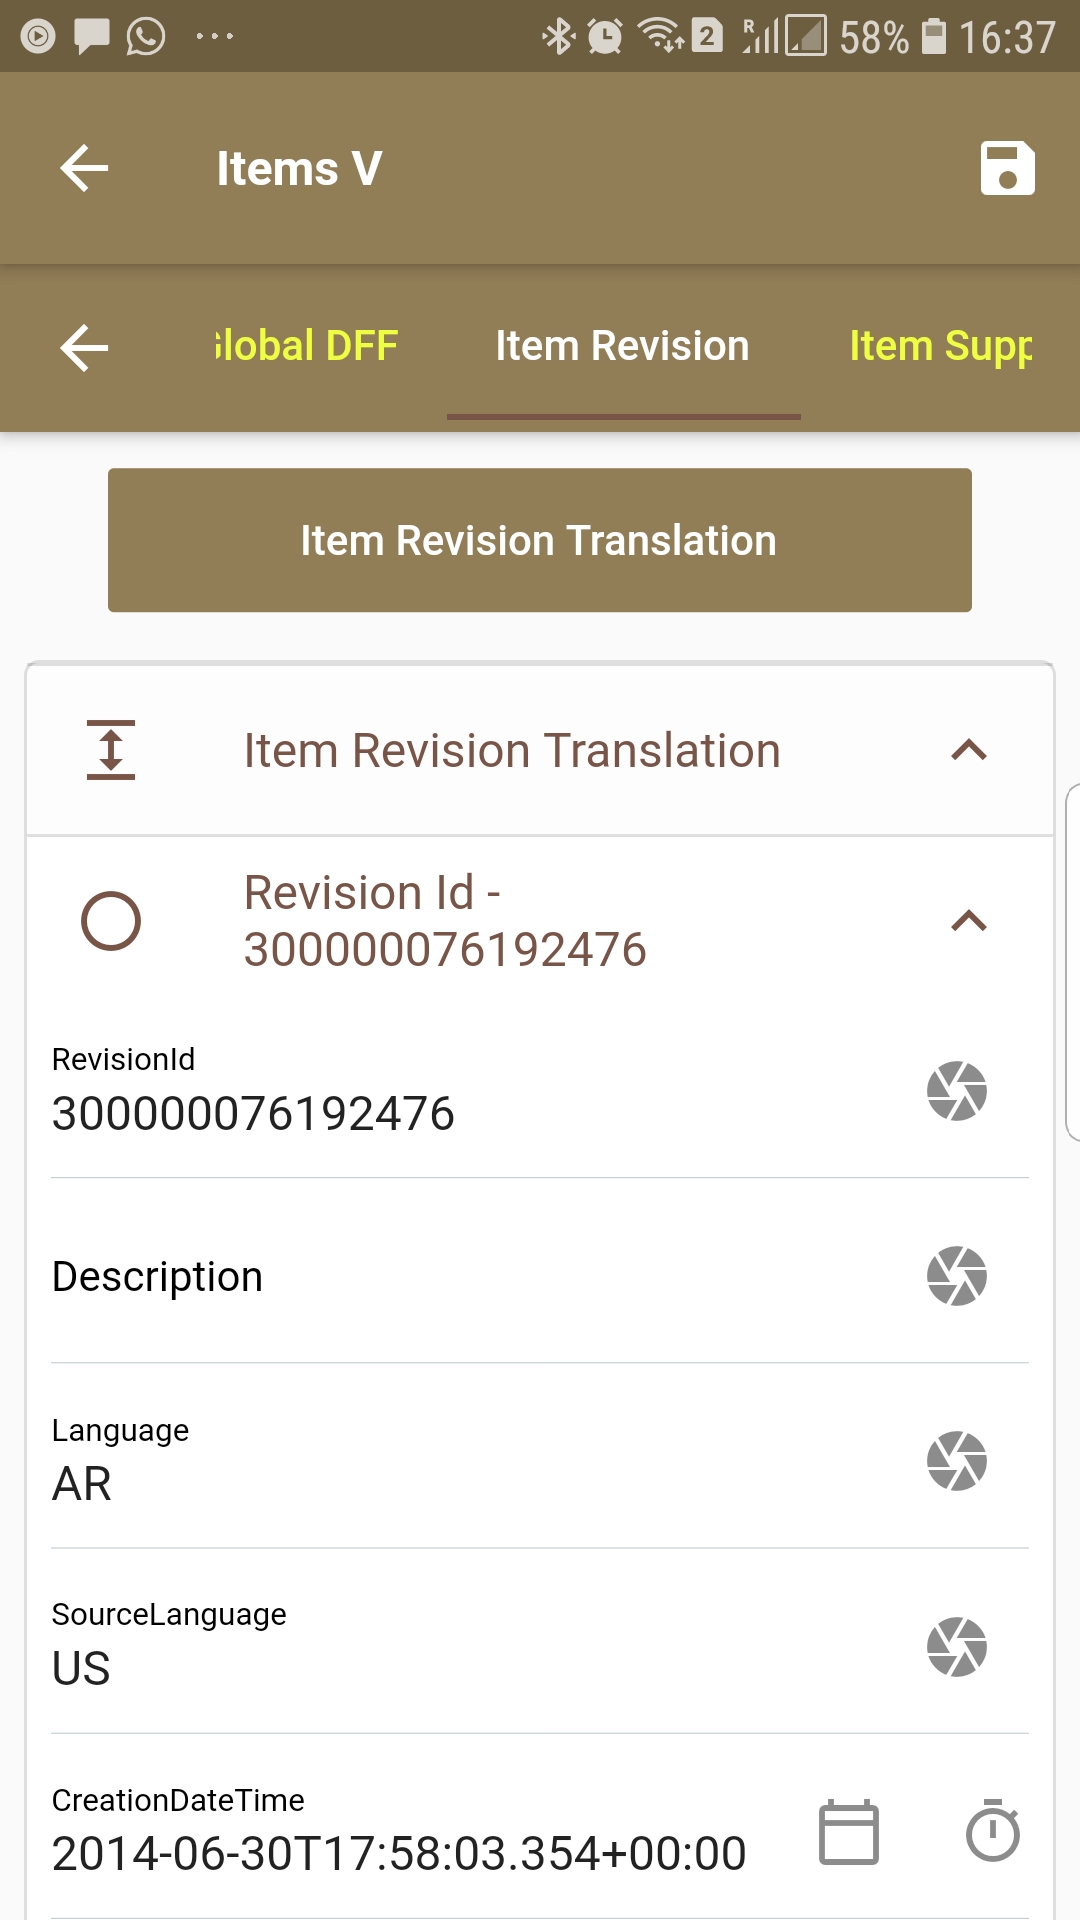 R 2 58% 16:37
Items V
Global DFF Item Revision Item Supp
Item Revision Translation
Item Revision Translation
Revision Id -
300000076192476
RevisionId
300000076192476
Description
Language
AR
SourceLanguage
US
CreationDateTime
2014-06-30T17:58:03.354+00:00